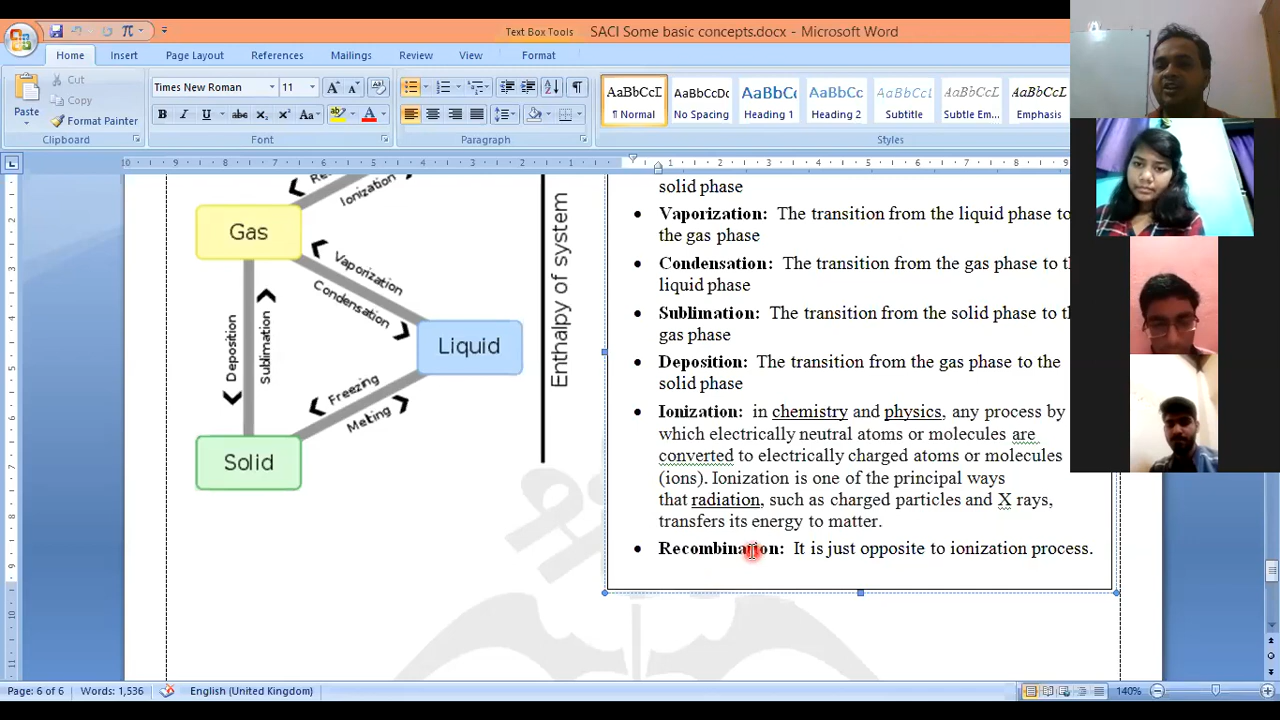 Text Box Tools
SACI Some basic concepts.docx - Microsoft Word
Home
Insert
Page Layout
References
Mailings
Review
View
Format
Paste
Cut
Copy
Format Painter
Clipboard
Times New Roman
11
Font
Paragraph
AaBbCcI
¶ Normal
AaBbCcDc
No Spacing
AaBbCc
Heading 1
AaBbCc
Heading 2
AaBbCcI
Subtitle
AaBbCcD
Subtle Em...
AaBbCcD
Emphasis
Styles
Ionization
Gas
Vaporization
Condensation
Deposition
Sublimation
Liquid
Freezing
Melting
Solid
Enthalpy of system
solid phase
• Vaporization: The transition from the liquid phase to
the gas phase
• Condensation: The transition from the gas phase to
liquid phase
• Sublimation: The transition from the solid phase to
gas phase
• Deposition: The transition from the gas phase to the
solid phase
• Ionization: in chemistry and physics, any process by
which electrically neutral atoms or molecules are
converted to electrically charged atoms or molecules
(ions). Ionization is one of the principal ways
that radiation, such as charged particles and X rays,
transfers its energy to matter.
• Recombination: It is just opposite to ionization process.
Page: 6 of 6
Words: 1,536
English (United Kingdom)
140%